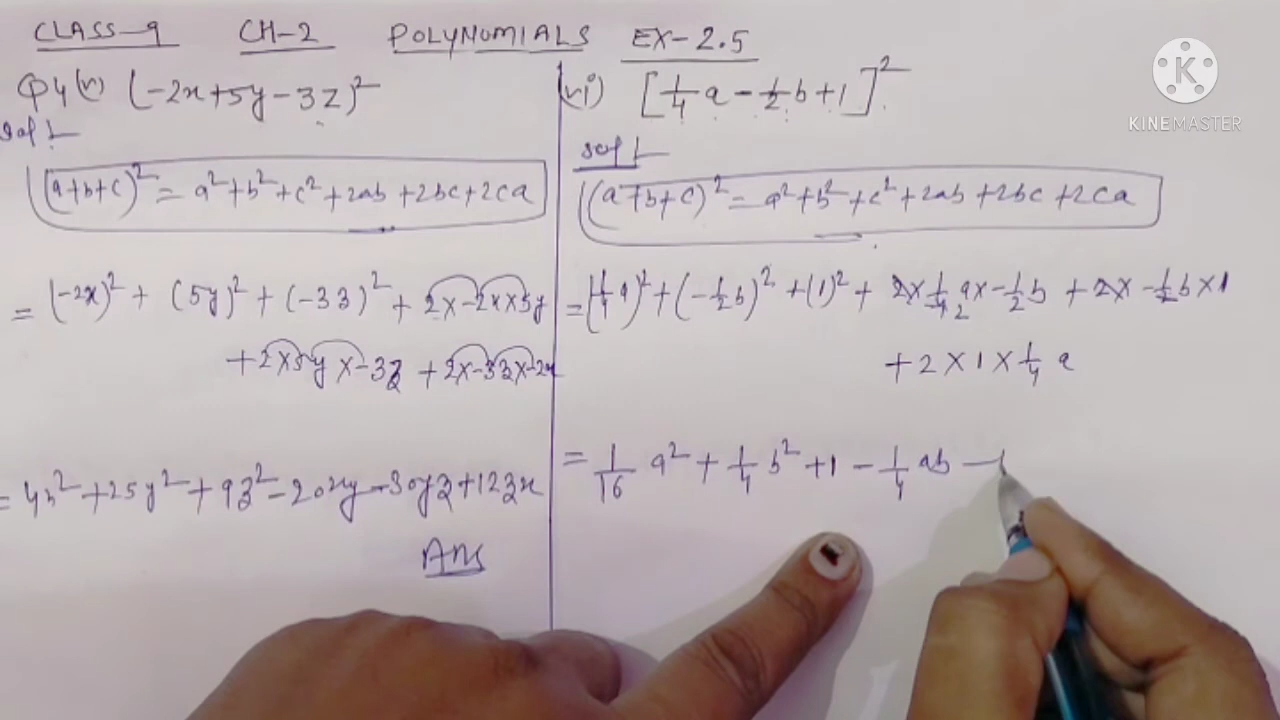 CLASS-9 CH-2 POLYNOMIALS EX-2.5
Q4(v) (-2x+5y-3z)²
Sol:-
(a+b+c)² = a²+b²+c²+2ab+2bc+2ca
= (-2x)² + (5y)² + (-3z)² + 2x-2x×5y
+2×5y×-3z + 2×-3z×-2x
= 4x²+25y²+9z²-20xy-30yz+12zx
Ans
(vi) [1/4 a - 1/2 b+1]²
Sol:-
(a+b+c)² = a²+b²+c²+2ab+2bc+2ca
= (1/4 a)² + (-1/2 b)² + (1)² + 2×1/4 a×-1/2 b + 2×-1/2 b×1
+ 2×1×1/4 a
= 1/16 a² + 1/4 b² +1 - 1/4 ab -
K
KINEMASTER